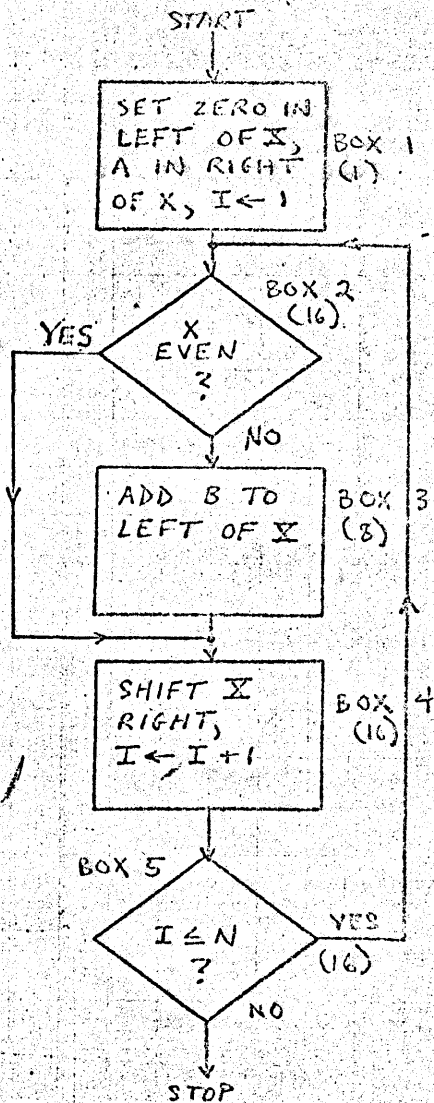 START
SET ZERO IN
LEFT OF X,
A IN RIGHT
OF X, I ← 1
BOX 1
(1)
BOX 2
(16)
YES
X
EVEN
?
NO
ADD B TO
LEFT OF X
BOX 3
(8)
SHIFT X
RIGHT,
I ← I + 1
BOX 4
(16)
BOX 5
I ≤ N
?
YES
(16)
NO
STOP